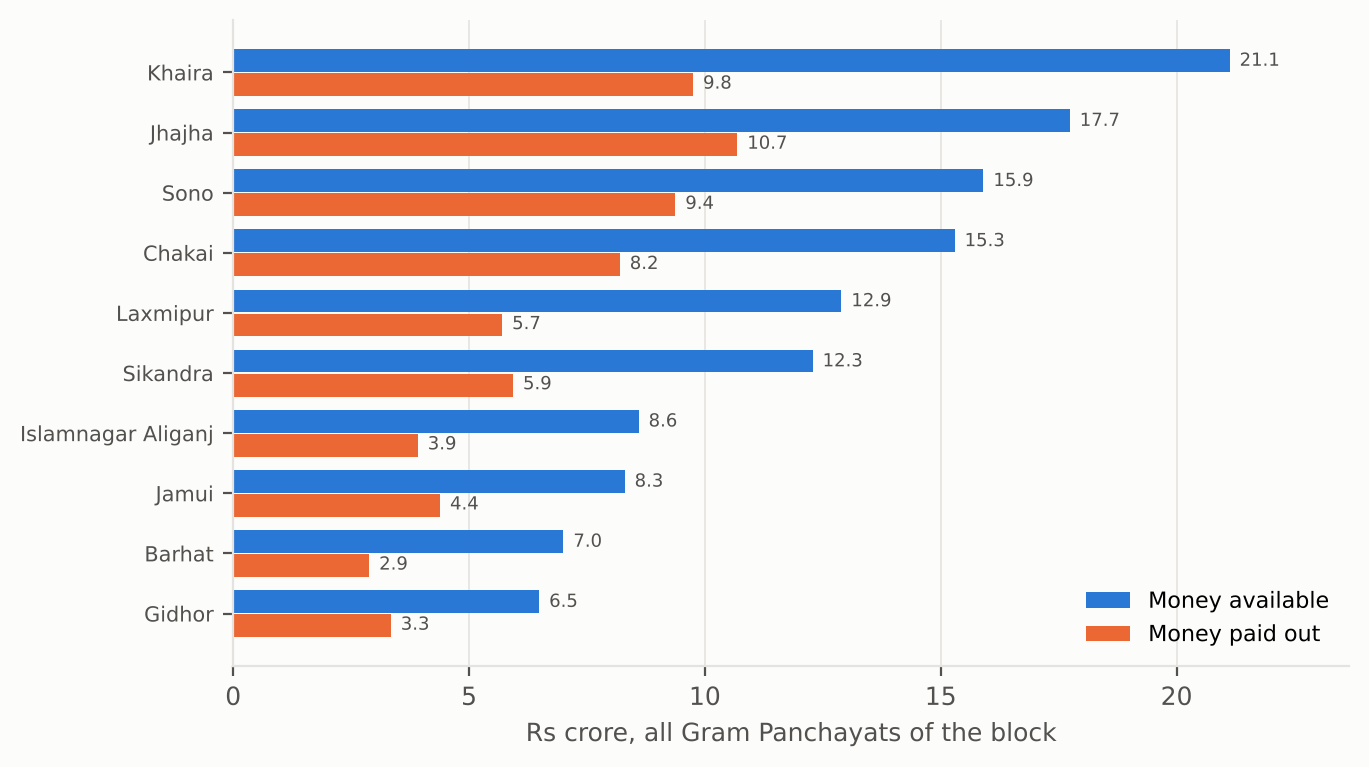 Khaira
21.1
9.8
Jhajha
17.7
10.7
Sono
15.9
9.4
Chakai
15.3
8.2
Laxmipur
12.9
5.7
Sikandra
12.3
5.9
Islamnagar Aliganj
8.6
3.9
Jamui
8.3
4.4
Barhat
7.0
2.9
Gidhor
6.5
3.3
Money available
Money paid out
0 5 10 15 20
Rs crore, all Gram Panchayats of the block